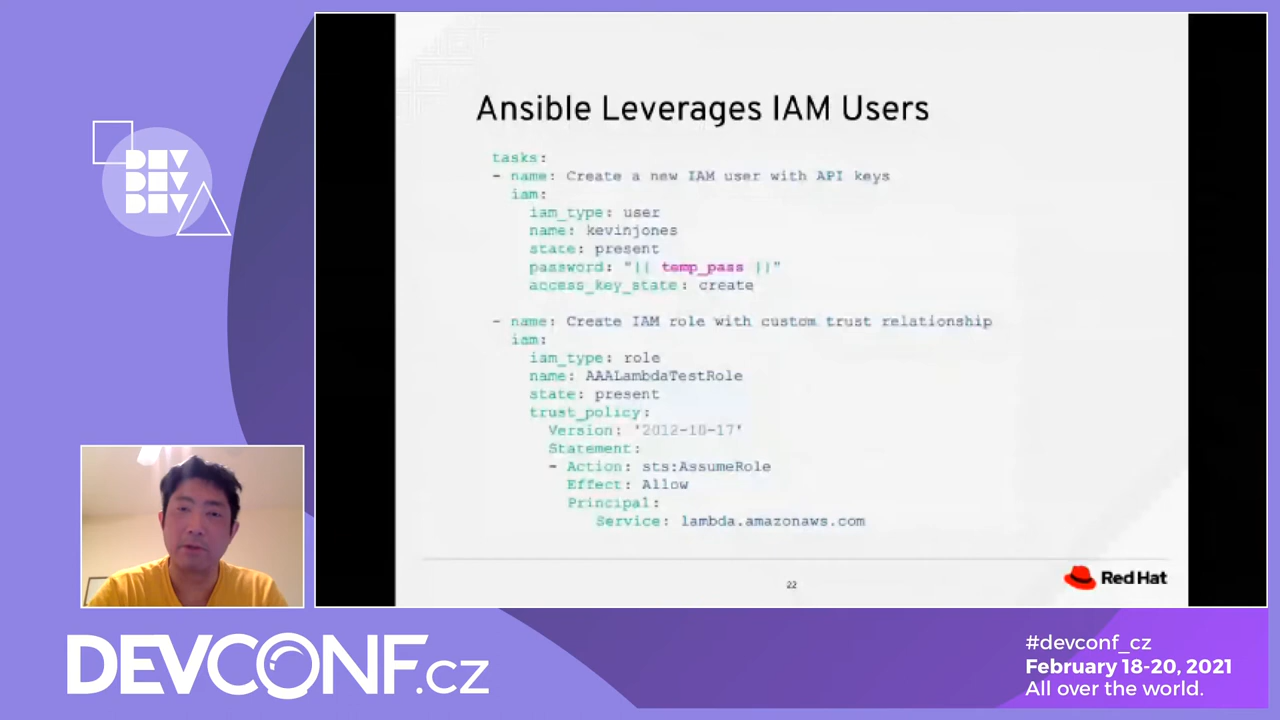 DEV
DEV
DEV
Ansible Leverages IAM Users
tasks:
- name: Create a new IAM user with API keys
iam:
iam_type: user
name: kevinjones
state: present
password: "{{ temp_pass }}"
access_key_state: create
- name: Create IAM role with custom trust relationship
iam:
iam_type: role
name: AAALambdaTestRole
state: present
trust_policy:
Version: '2012-10-17'
Statement:
- Action: sts:AssumeRole
Effect: Allow
Principal:
Service: lambda.amazonaws.com
22
Red Hat
DEVCONF.cz
#devconf_cz
February 18-20, 2021
All over the world.